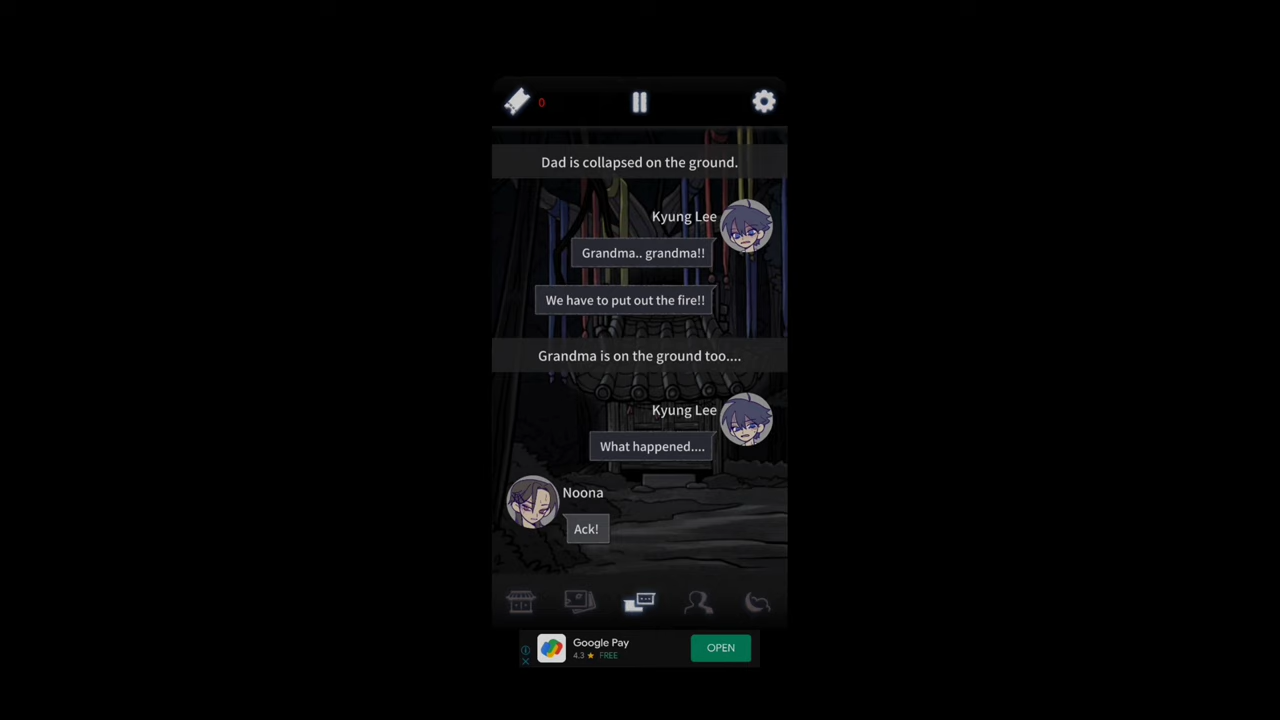 0
Dad is collapsed on the ground.
Kyung Lee
Grandma.. grandma!!
We have to put out the fire!!
Grandma is on the ground too....
Kyung Lee
What happened....
Noona
Ack!
Google Pay
4.3 ★ FREE
OPEN